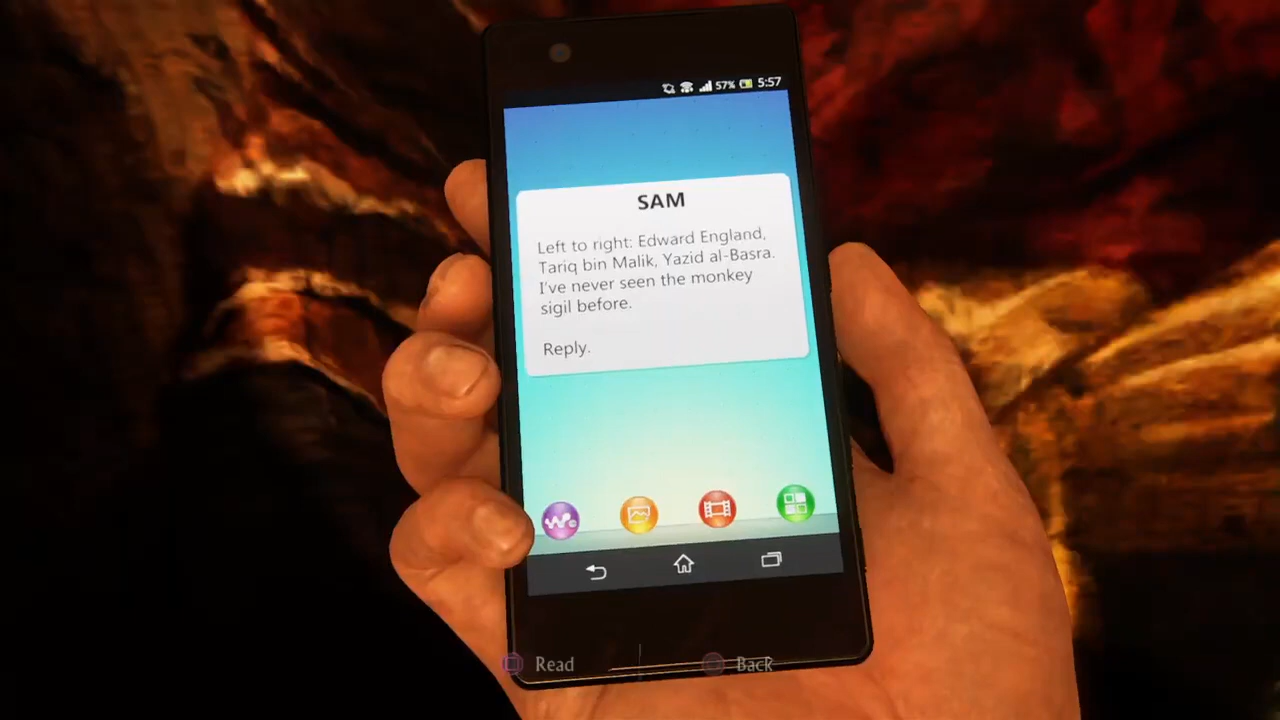 57% 5:57
SAM
Left to right: Edward England,
Tariq bin Malik, Yazid al-Basra.
I've never seen the monkey
sigil before.
Reply.
Read Back